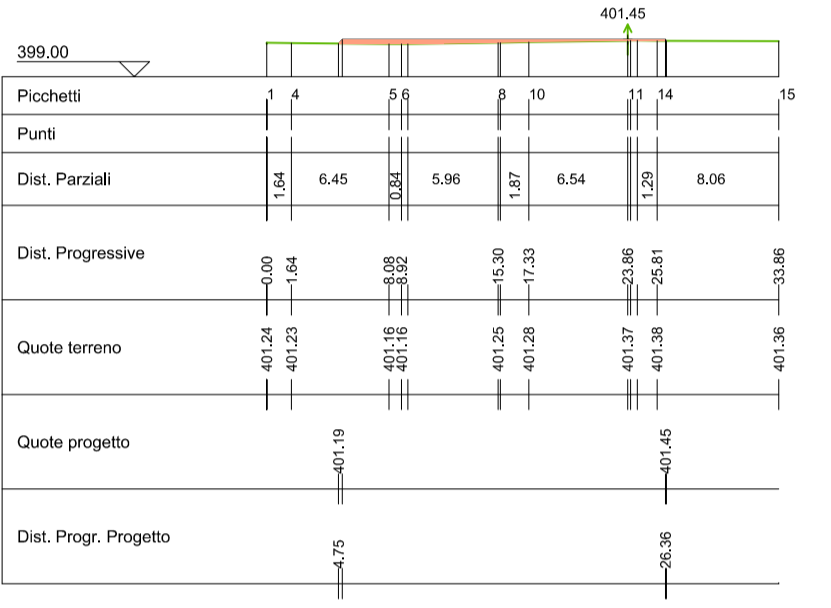 401.45
399.00
Picchetti 1 4 5 6 8 10 11 14 15
Punti
Dist. Parziali 1.64 6.45 0.84 5.96 1.87 6.54 1.29 8.06
Dist. Progressive 0.00 1.64 8.08 8.92 15.30 17.33 23.86 25.81 33.86
Quote terreno 401.24 401.23 401.16 401.16 401.25 401.28 401.37 401.38 401.36
Quote progetto 401.19 401.45
Dist. Progr. Progetto 4.75 26.36